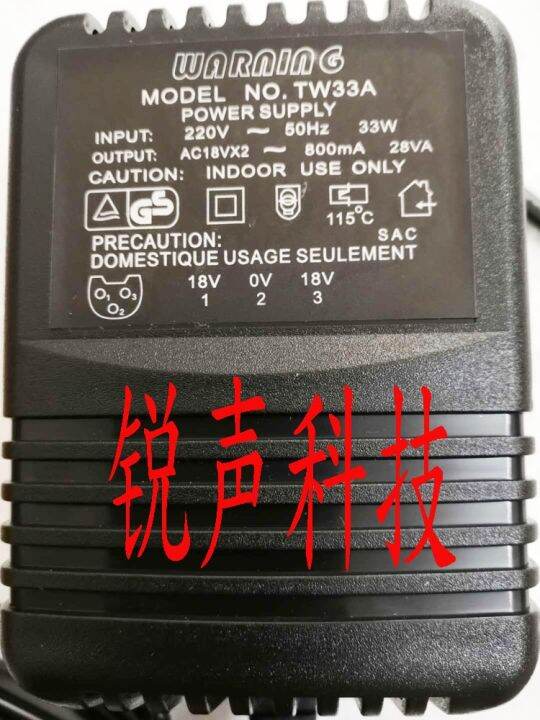 WARNING
MODEL NO. TW33A
POWER SUPPLY
INPUT: 220V ~ 50Hz 33W
OUTPUT: AC18VX2 ~ 800mA 28VA
CAUTION: INDOOR USE ONLY
GS
115°C
PRECAUTION: SAC
DOMESTIQUE USAGE SEULEMENT
18V 0V 18V
O1 O3 1 2 3
O2
锐声科技